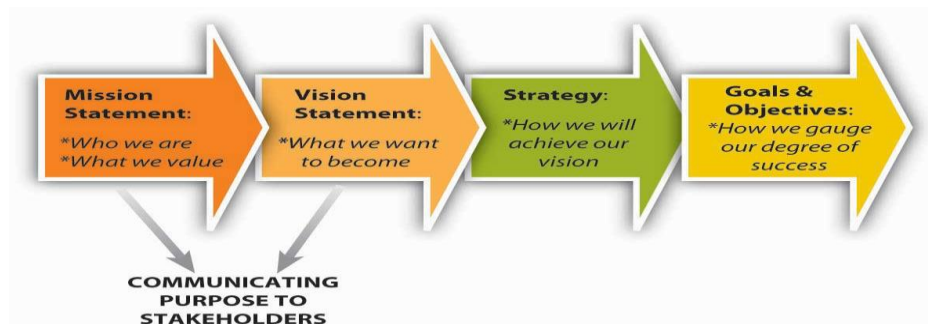 Mission
Statement:
*Who we are
*What we value
Vision
Statement:
*What we want
to become
Strategy:
*How we will
achieve our
vision
Goals &
Objectives:
*How we gauge
our degree of
success
COMMUNICATING
PURPOSE TO
STAKEHOLDERS